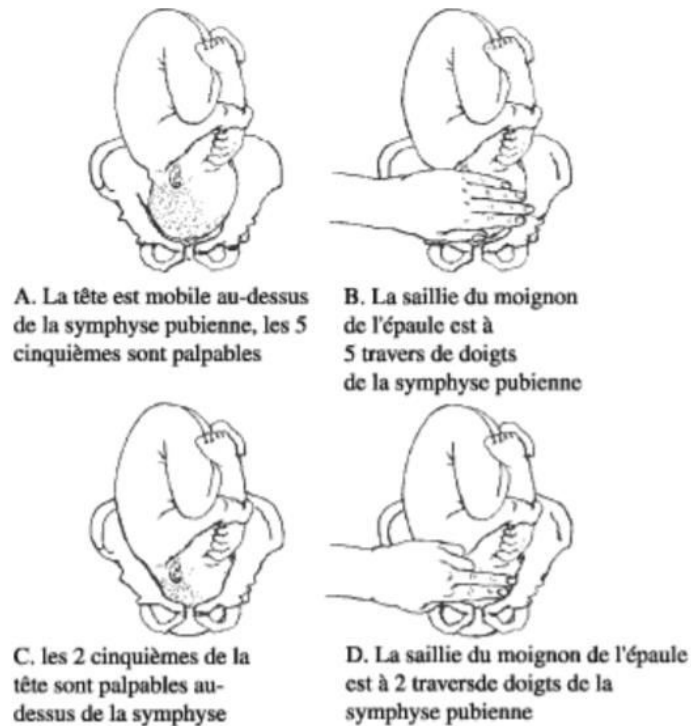 A. La tête est mobile au-dessus
de la symphyse pubienne, les 5
cinquièmes sont palpables
B. La saillie du moignon
de l'épaule est à
5 travers de doigts
de la symphyse pubienne
C. les 2 cinquièmes de la
tête sont palpables au-
dessus de la symphyse
D. La saillie du moignon de l'épaule
est à 2 traversde doigts de la
symphyse pubienne